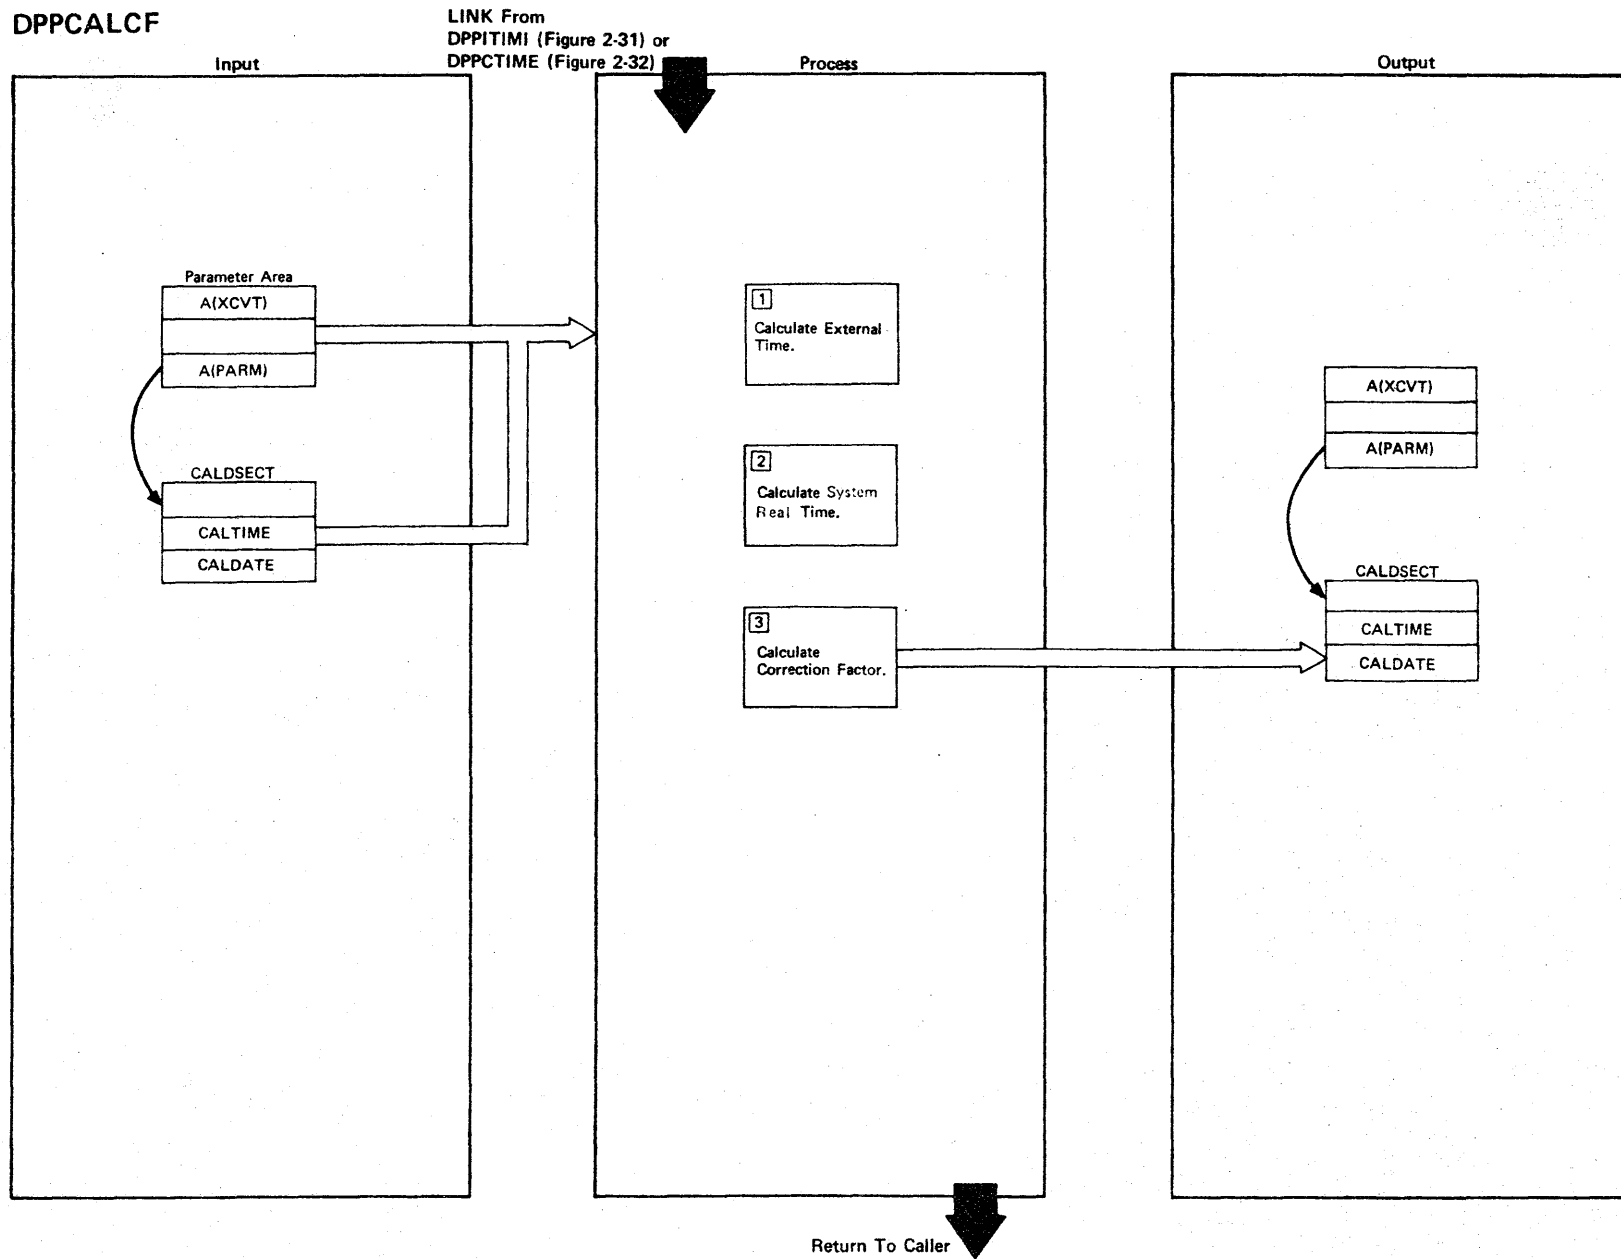 DPPCALCF
LINK From
DPPITIMI (Figure 2-31) or
DPPCTIME (Figure 2-32)
Input
Process
Output
Parameter Area
A(XCVT)
A(PARM)
CALDSECT
CALTIME
CALDATE
1
Calculate External
Time.
2
Calculate System
Real Time.
3
Calculate
Correction Factor.
A(XCVT)
A(PARM)
CALDSECT
CALTIME
CALDATE
Return To Caller